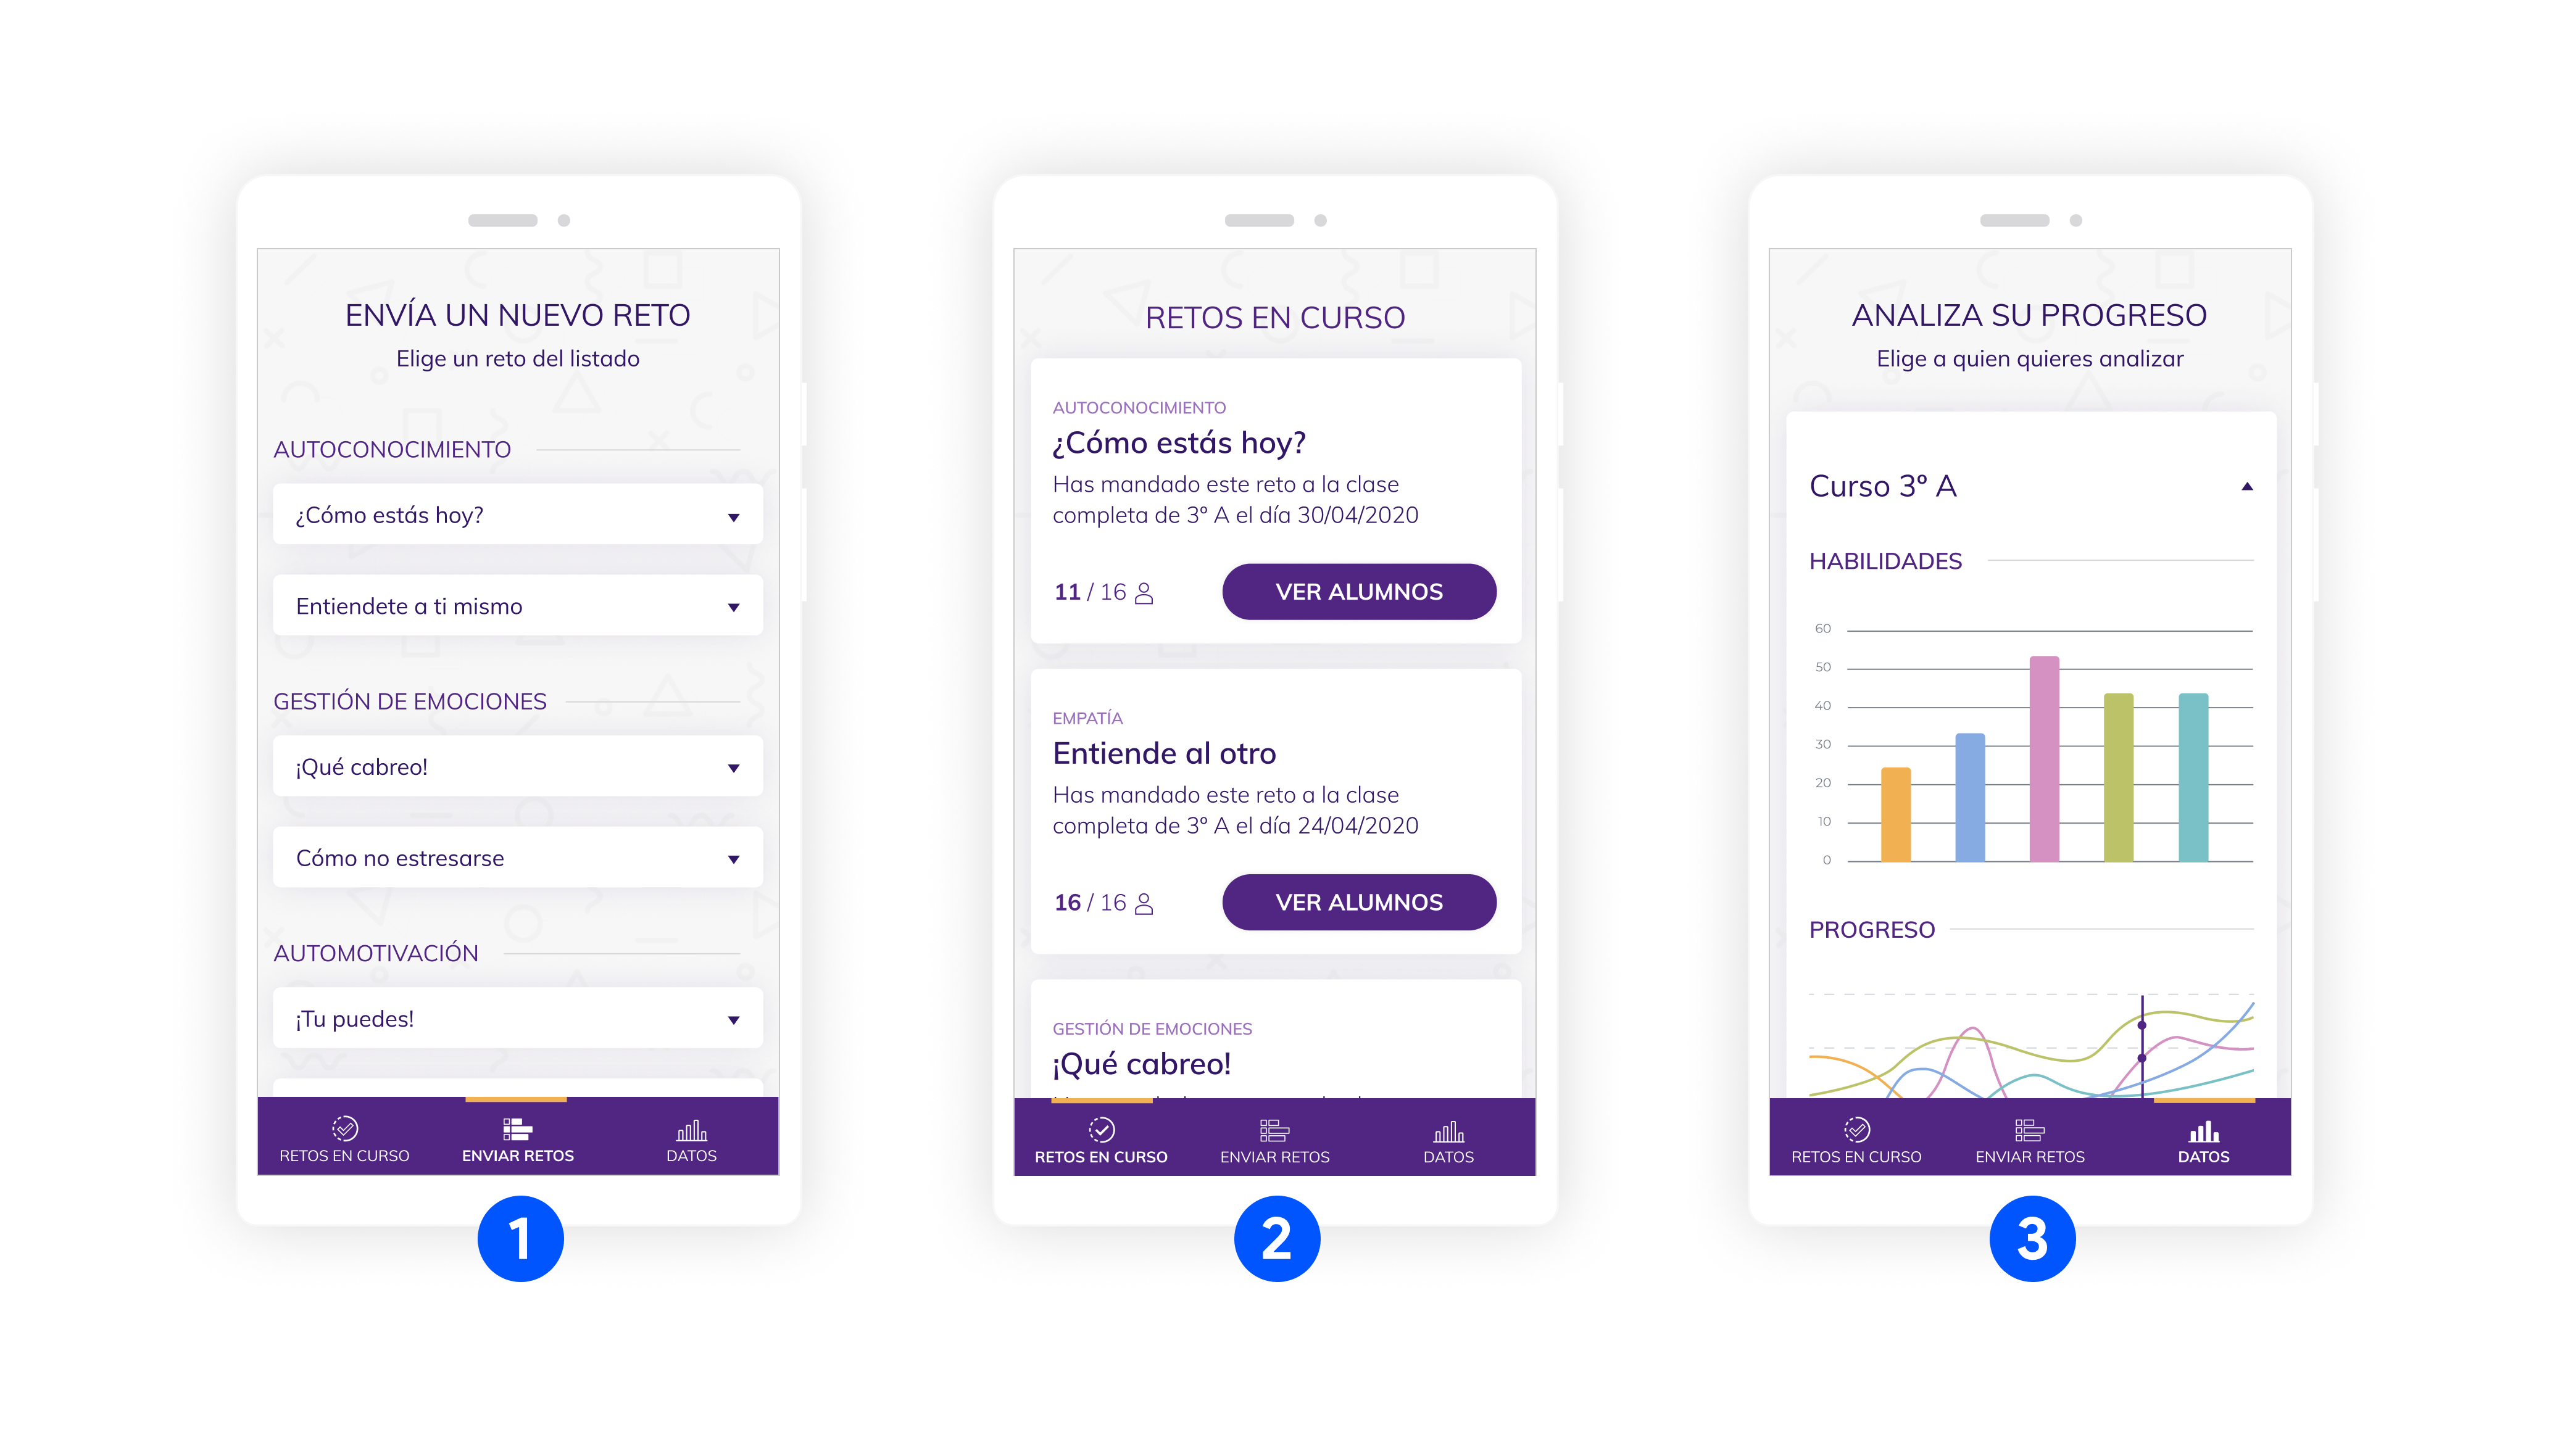 ENVÍA UN NUEVO RETO
Elige un reto del listado
AUTOCONOCIMIENTO
¿Cómo estás hoy?
Entiendete a ti mismo
GESTIÓN DE EMOCIONES
¡Qué cabreo!
Cómo no estresarse
AUTOMOTIVACIÓN
¡Tu puedes!
RETOS EN CURSO
ENVIAR RETOS
DATOS
1
RETOS EN CURSO
AUTOCONOCIMIENTO
¿Cómo estás hoy?
Has mandado este reto a la clase
completa de 3º A el día 30/04/2020
11 / 16
VER ALUMNOS
EMPATÍA
Entiende al otro
Has mandado este reto a la clase
completa de 3º A el día 24/04/2020
16 / 16
VER ALUMNOS
GESTIÓN DE EMOCIONES
¡Qué cabreo!
RETOS EN CURSO
ENVIAR RETOS
DATOS
2
ANALIZA SU PROGRESO
Elige a quien quieres analizar
Curso 3º A
HABILIDADES
60
50
40
30
20
10
0
PROGRESO
RETOS EN CURSO
ENVIAR RETOS
DATOS
3